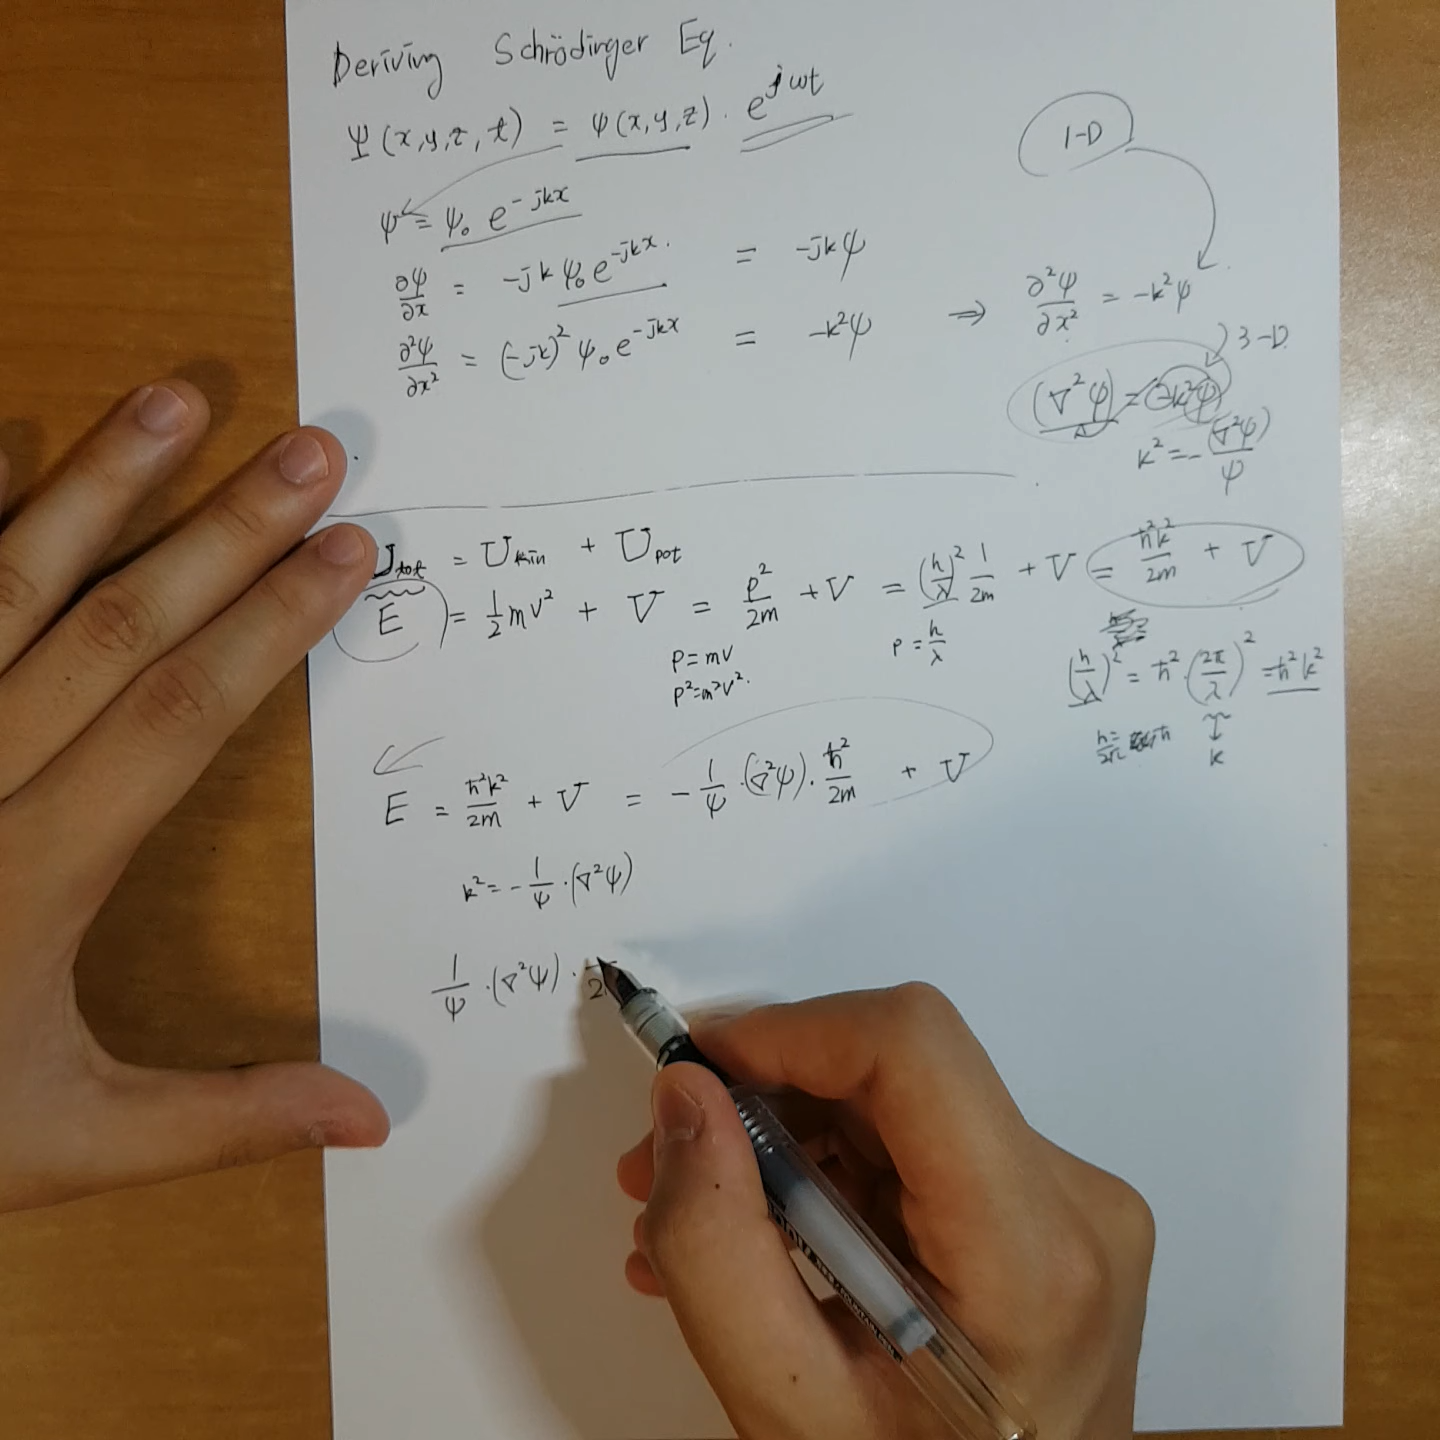 Deriving Schrödinger Eq.
Ψ(x,y,z,t) = ψ(x,y,z) · e^{jωt}
1-D
ψ = ψ₀ e^{-jkx}
∂ψ/∂x = -jk ψ₀ e^{-jkx} = -jkψ
∂²ψ/∂x² = (-jk)² ψ₀ e^{-jkx} = -k²ψ ⇒ ∂²ψ/∂x² = -k²ψ
3-D
(∇²ψ) = -k²ψ
k² = - (∇²ψ)/ψ
U_tot = U_kin + U_pot
E = ½mv² + V = p²/2m + V = (h/λ)² 1/2m + V = ħ²k²/2m + V
p = mv
p² = m²v².
p = h/λ
(h/λ)² = ħ² · (2π/λ)² = ħ²k²
k
E = ħ²k²/2m + V = - 1/ψ · (∇²ψ) · ħ²/2m + V
k² = - 1/ψ · (∇²ψ)
1/ψ · (∇²ψ) ·